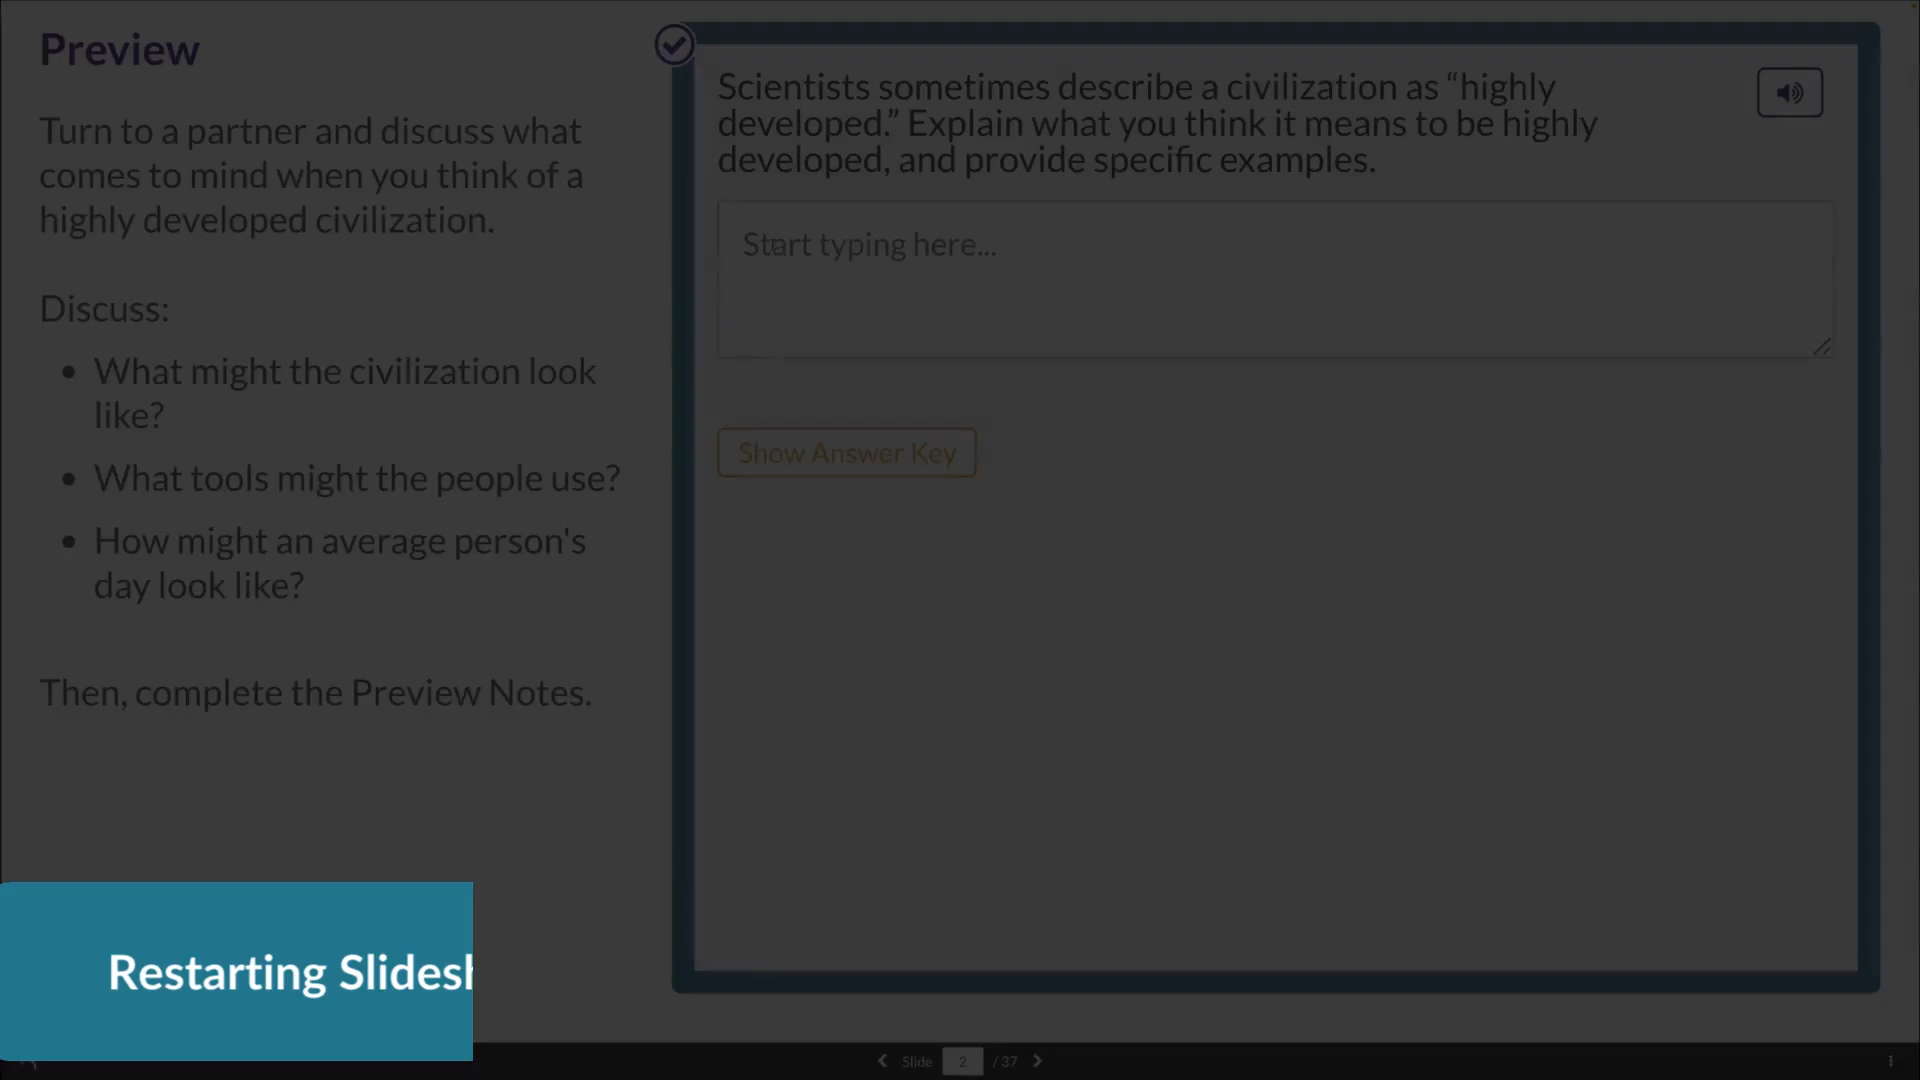 Preview
Turn to a partner and discuss what
comes to mind when you think of a
highly developed civilization.
Discuss:
What might the civilization look
like?
What tools might the people use?
How might an average person's
day look like?
Then, complete the Preview Notes.
Scientists sometimes describe a civilization as “highly
developed.” Explain what you think it means to be highly
developed, and provide specific examples.
Start typing here...
Show Answer Key
Restarting Slidesh
Slide 2 / 37